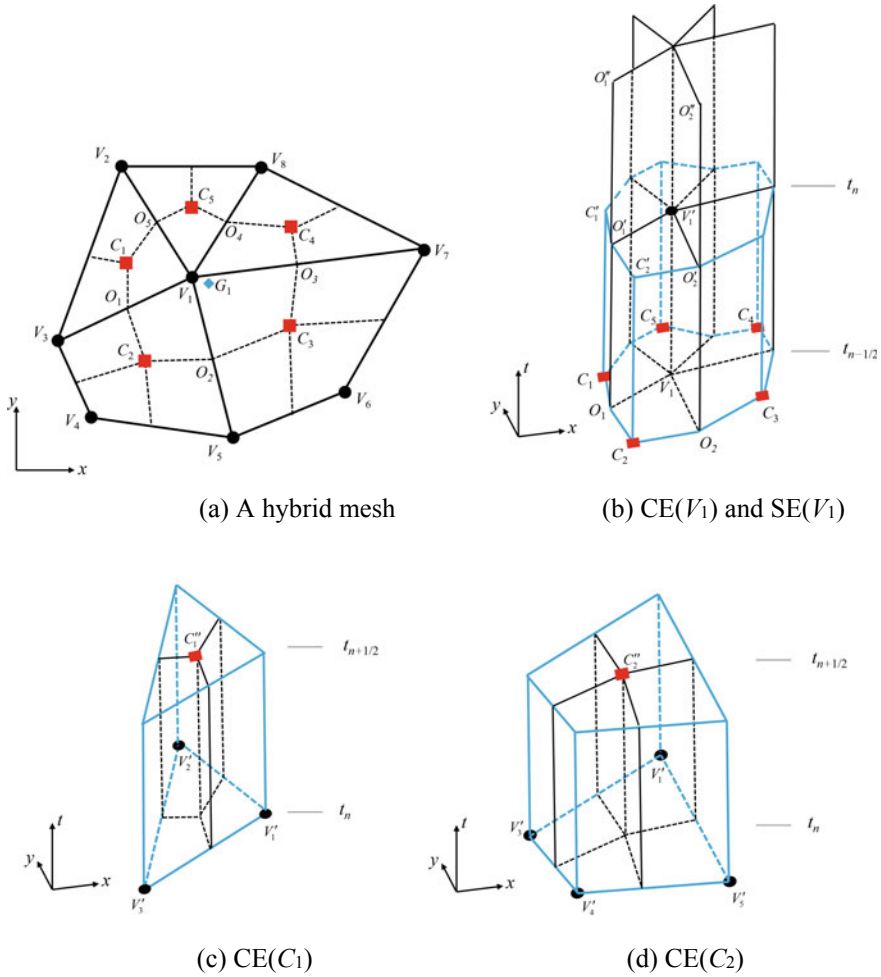 V₂
V₈
C₅
O₅
O₄
C₄
C₁
V₇
O₃
V₁
G₁
O₁
V₃
C₂
C₃
O₂
V₄
V₆
V₅
y
x
(a) A hybrid mesh
O₁″
O₂″
tₙ
C₁′
V₁′
O₁′
C₂′
O₂′
C₅
C₄
tₙ₋₁/₂
C₁
V₁
O₁
C₃
C₂
O₂
t
y
x
(b) CE(V₁) and SE(V₁)
C₁″
tₙ₊₁/₂
V₂′
V₁′
tₙ
t
y
x
V₃′
(c) CE(C₁)
C₂″
tₙ₊₁/₂
V₁′
V₃′
tₙ
t
y
x
V₄′
V₅′
(d) CE(C₂)